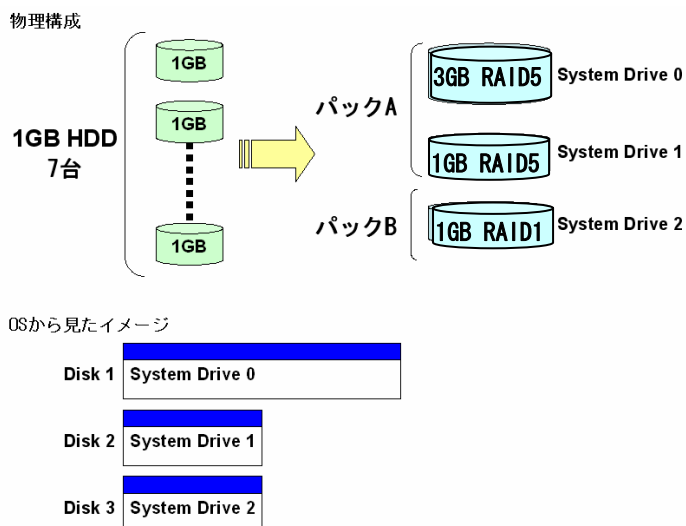 物理構成
1GB
1GB
1GB
1GB HDD
7台
パックA
3GB RAID5
System Drive 0
1GB RAID5
System Drive 1
パックB
1GB RAID1
System Drive 2
OSから見たイメージ
Disk 1
System Drive 0
Disk 2
System Drive 1
Disk 3
System Drive 2